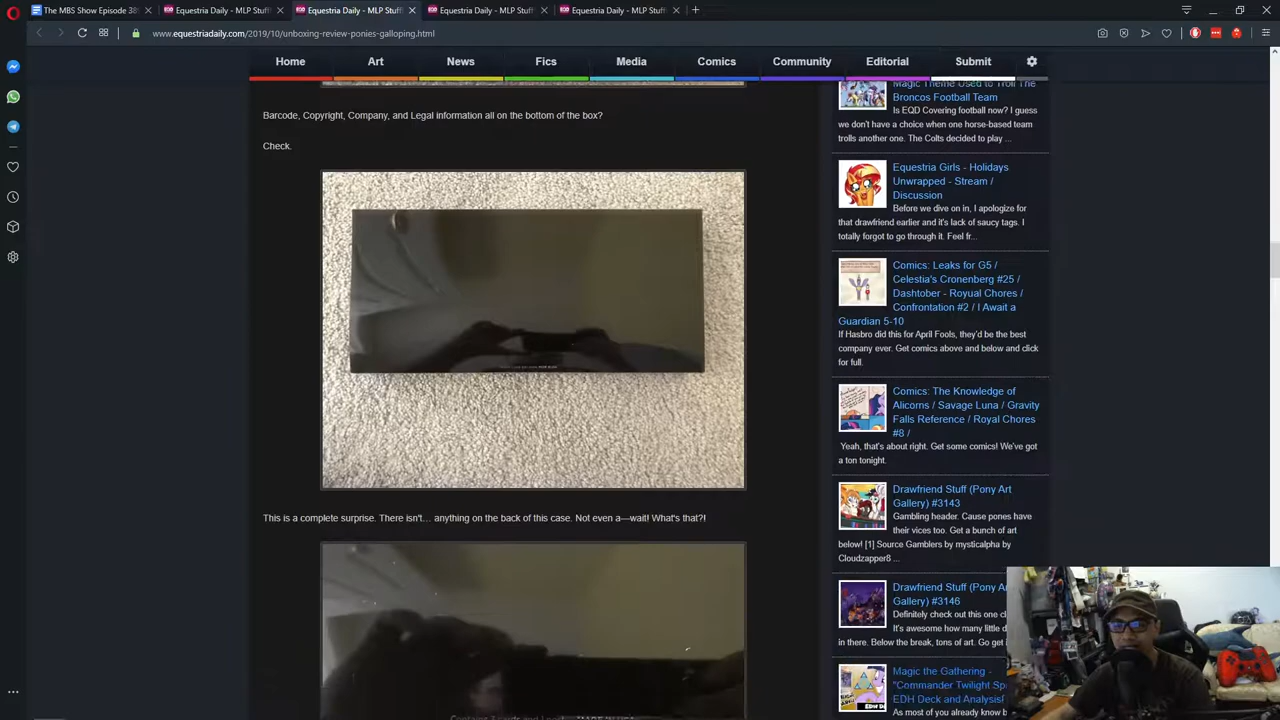 The MBS Show Episode 38
Equestria Daily - MLP Stuff
Equestria Daily - MLP Stuff
Equestria Daily - MLP Stuff
Equestria Daily - MLP Stuff
www.equestriadaily.com/2019/10/unboxing-review-ponies-galloping.html
Home
Art
News
Fics
Media
Comics
Community
Editorial
Submit
Barcode, Copyright, Company, and Legal information all on the bottom of the box?
Check.
This is a complete surprise. There isn't… anything on the back of this case. Not even a—wait! What's that?!
Magic Theme Used to Troll The
Broncos Football Team
Is EQD Covering football now? I guess
we don't have a choice when one horse-based team
trolls another one. The Colts decided to play ...
Equestria Girls - Holidays
Unwrapped - Stream /
Discussion
Before we dive on in, I apologize for
that drawfriend earlier and it's lack of saucy tags. I
totally forgot to go through it. Feel fr...
Comics: Leaks for G5 /
Celestia's Cronenberg #25 /
Dashtober - Royual Chores /
Confrontation #2 / I Await a
Guardian 5-10
If Hasbro did this for April Fools, they'd be the best
company ever. Get comics above and below and click
for full.
Comics: The Knowledge of
Alicorns / Savage Luna / Gravity
Falls Reference / Royal Chores
#8 /
Yeah, that's about right. Get some comics! We've got
a ton tonight.
Drawfriend Stuff (Pony Art
Gallery) #3143
Gambling header. Cause pones have
their vices too. Get a bunch of art
below! [1] Source Gamblers by mysticalpha by
Cloudzapper8 ...
Drawfriend Stuff (Pony Art
Gallery) #3146
Definitely check out this one cl
It's awesome how many little d
in there. Below the break, tons of art. Go get
Magic the Gathering -
"Commander Twilight Sp
EDH Deck and Analysis
As most of you already know b